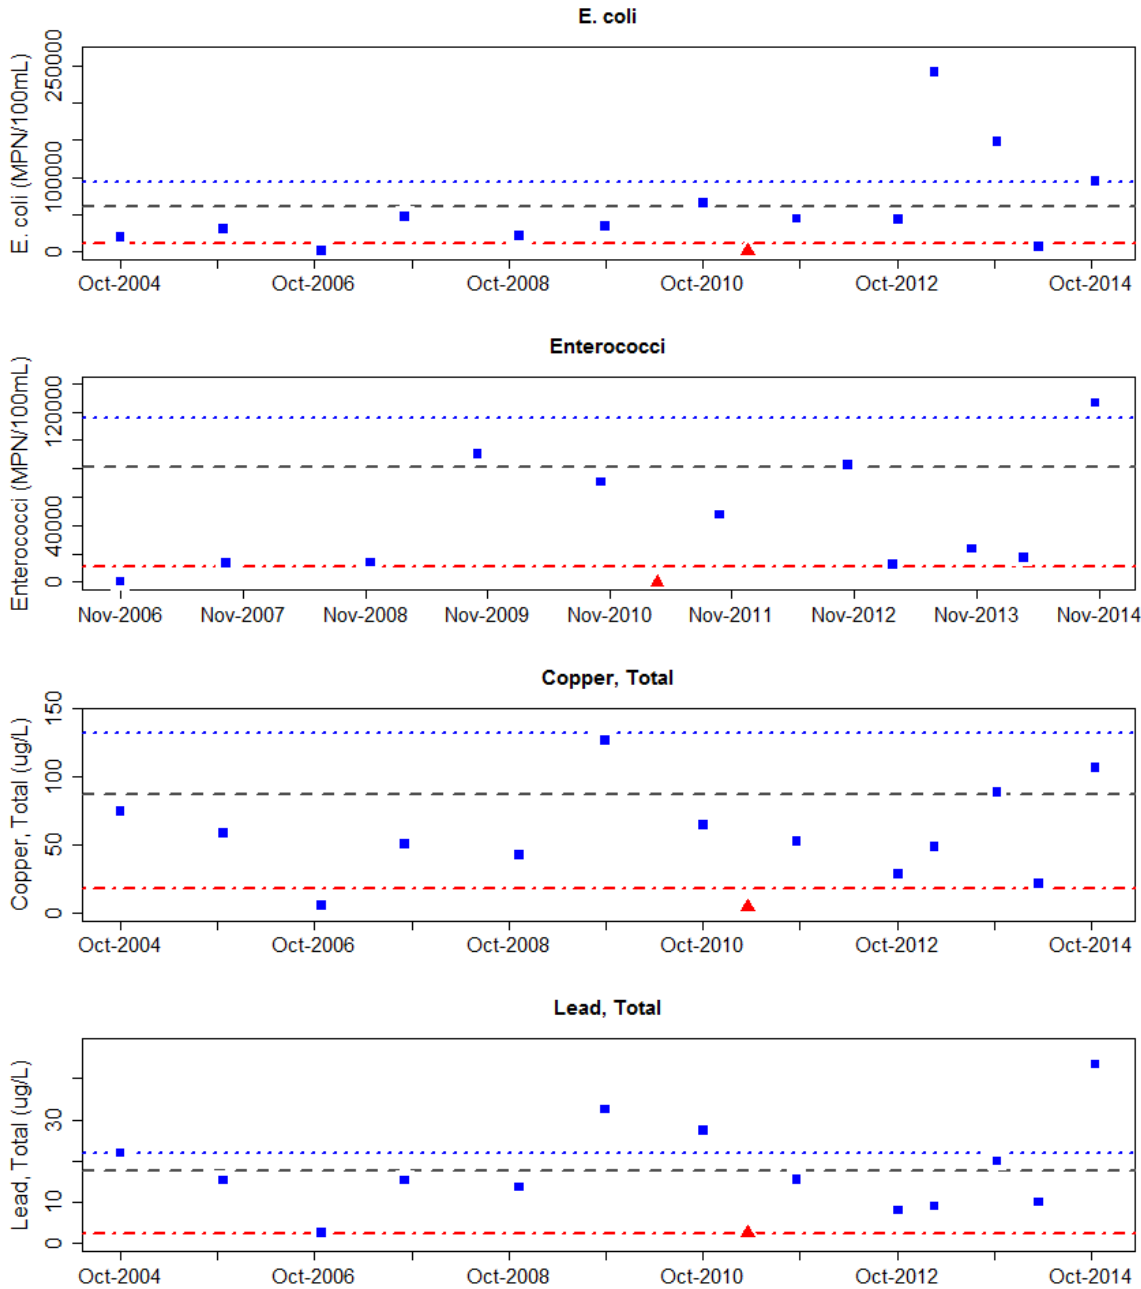 E. coli
E. coli (MPN/100mL)
250000
100000
0
Oct-2004 Oct-2006 Oct-2008 Oct-2010 Oct-2012 Oct-2014
Enterococci
Enterococci (MPN/100mL)
120000
40000
0
Nov-2006 Nov-2007 Nov-2008 Nov-2009 Nov-2010 Nov-2011 Nov-2012 Nov-2013 Nov-2014
Copper, Total
Copper, Total (ug/L)
150
100
50
0
Oct-2004 Oct-2006 Oct-2008 Oct-2010 Oct-2012 Oct-2014
Lead, Total
Lead, Total (ug/L)
30
10
0
Oct-2004 Oct-2006 Oct-2008 Oct-2010 Oct-2012 Oct-2014